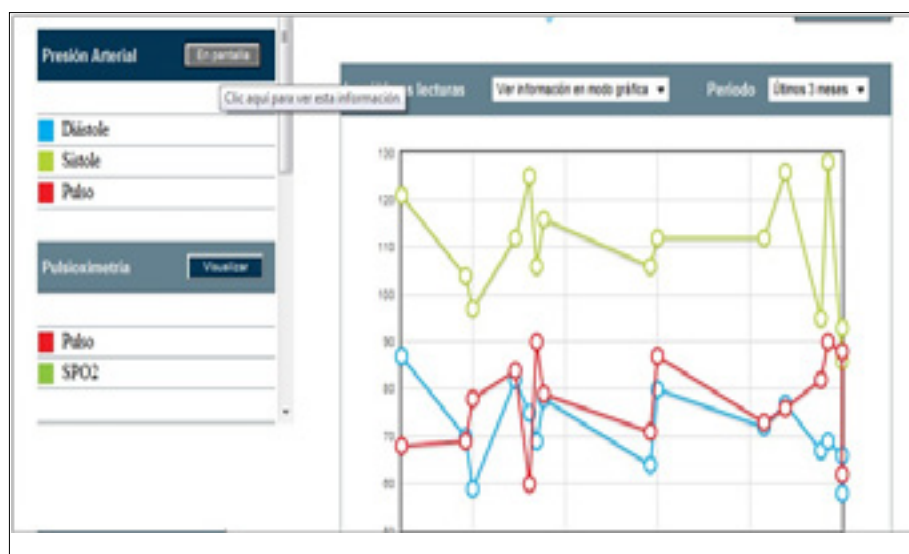 Presión Arterial
En pantalla
Clic aquí para ver esta información
Diástole
Sístole
Pulso
Pulsioximetría
Visualizar
Pulso
SPO2
lecturas
Ver información en modo gráfica
Periodo
Últimos 3 meses
130
120
110
100
90
80
70
60